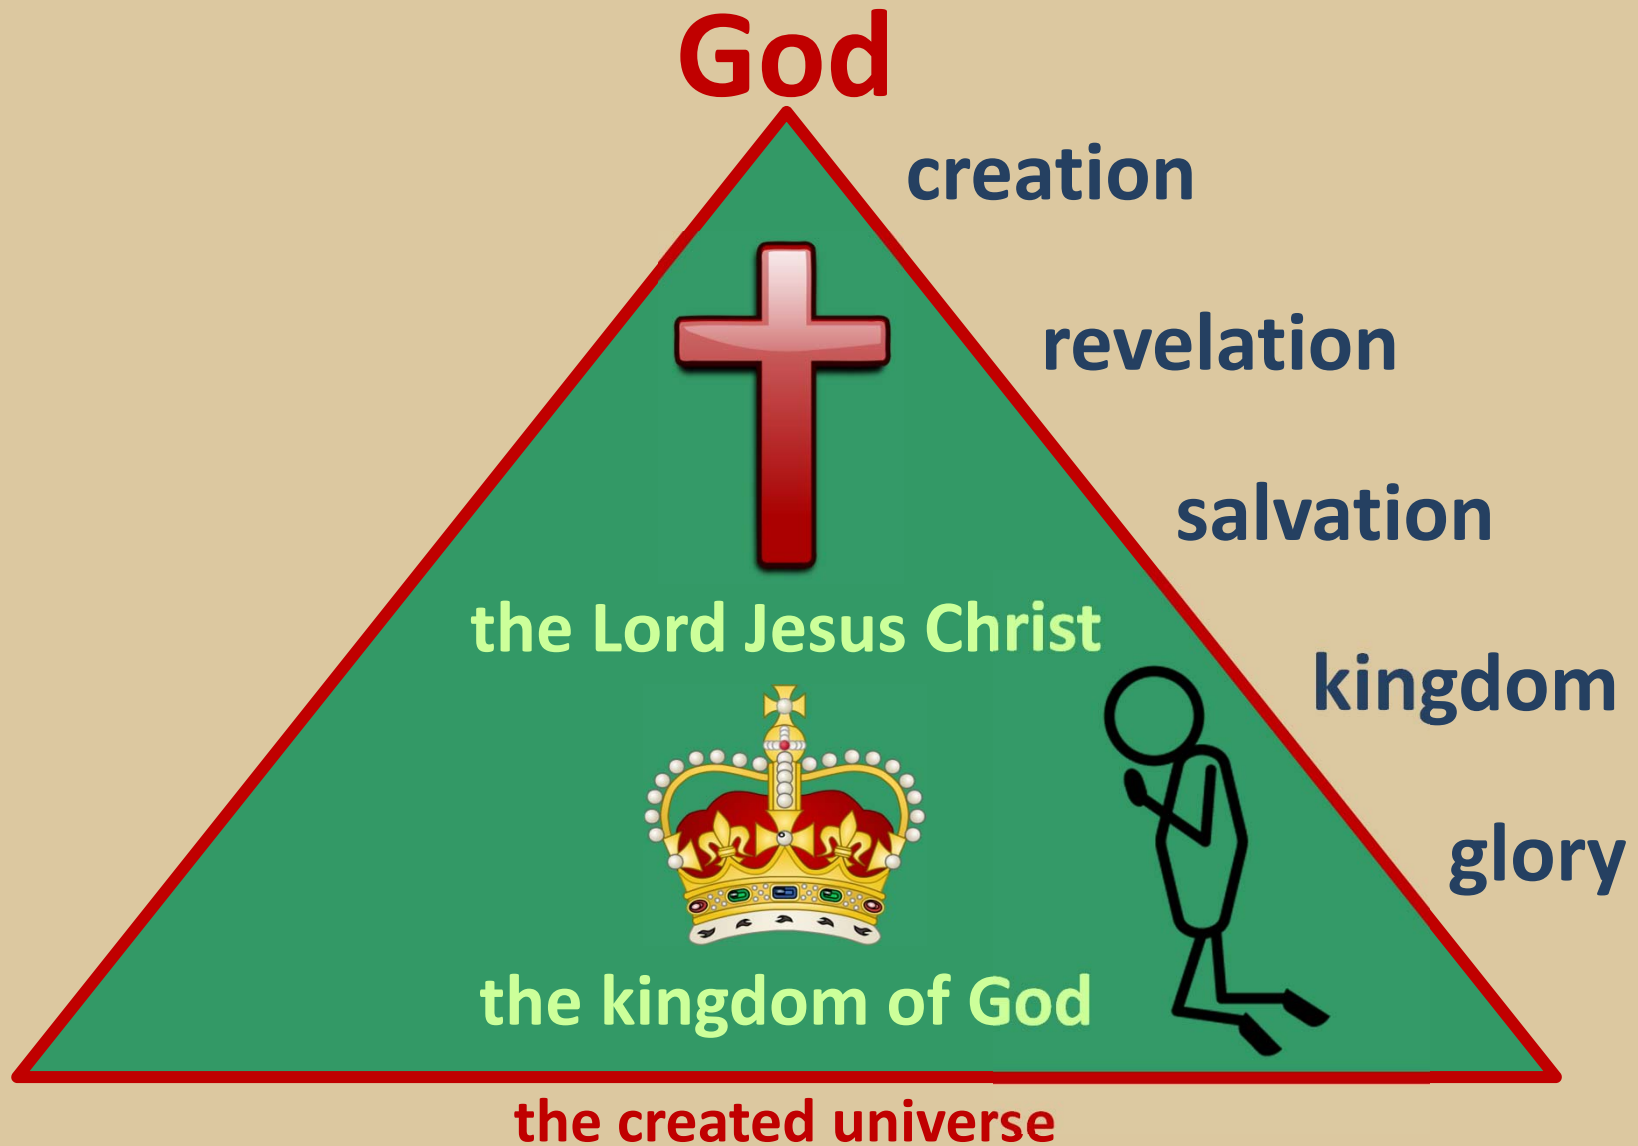 God
creation
revelation
salvation
the Lord Jesus Christ
kingdom
glory
the kingdom of God
the created universe